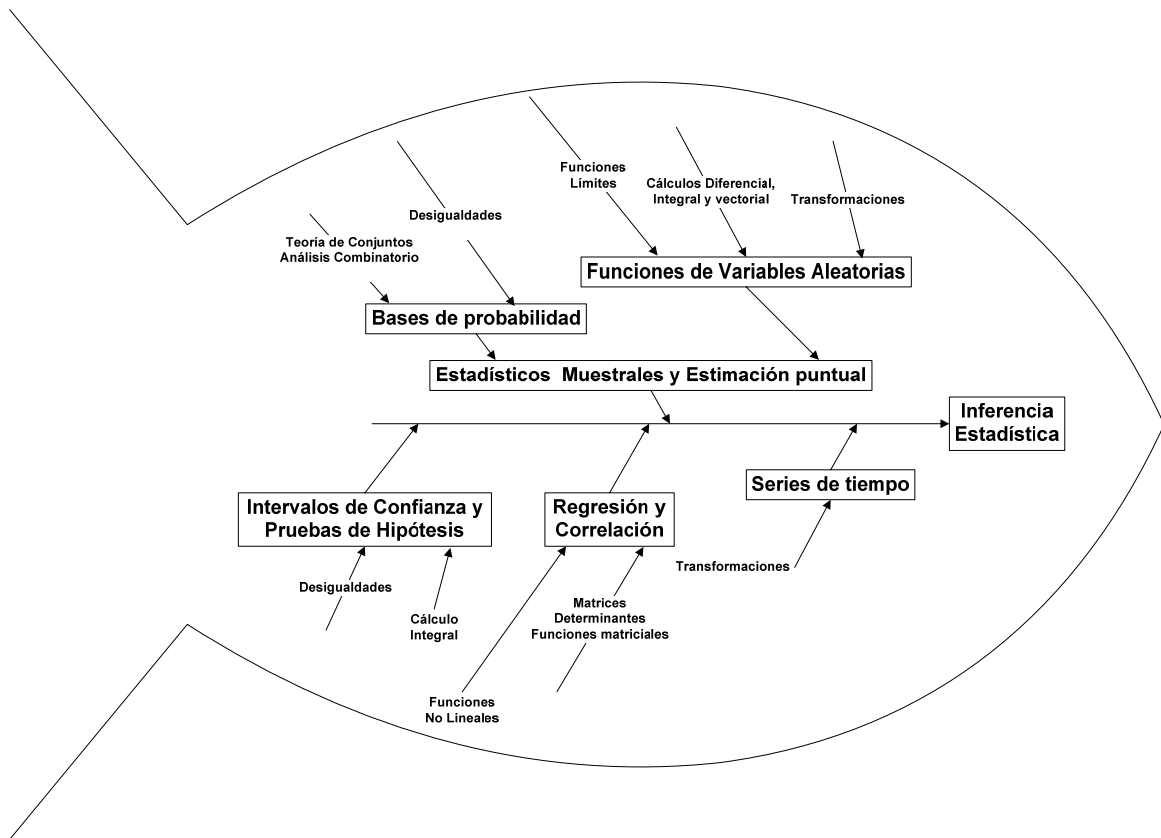 Funciones
Límites
Cálculos Diferencial,
Integral y vectorial
Transformaciones
Desigualdades
Teoría de Conjuntos
Análisis Combinatorio
Funciones de Variables Aleatorias
Bases de probabilidad
Estadísticos Muestrales y Estimación puntual
Inferencia
Estadística
Intervalos de Confianza y
Pruebas de Hipótesis
Regresión y
Correlación
Series de tiempo
Desigualdades
Cálculo
Integral
Transformaciones
Matrices
Determinantes
Funciones matriciales
Funciones
No Lineales